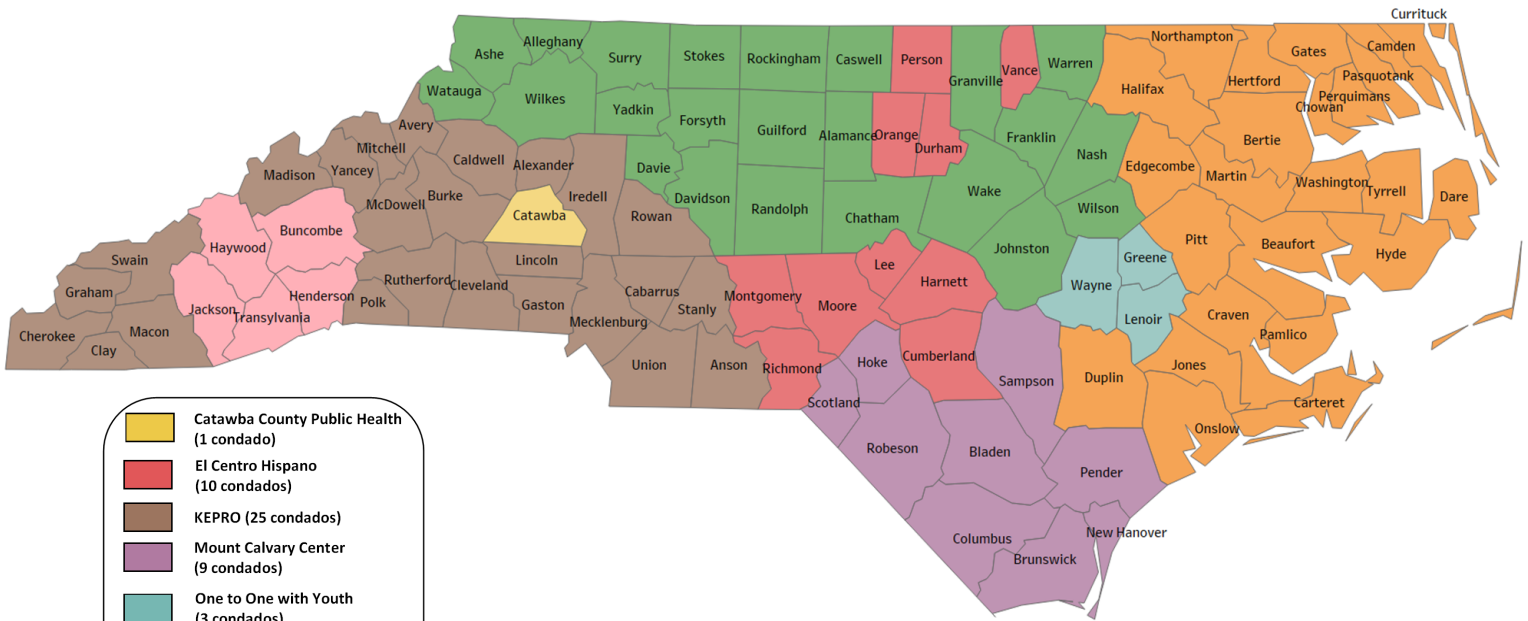 Currituck
Alleghany
Northampton
Ashe
Surry
Stokes
Rockingham
Caswell
Person
Vance
Warren
Gates
Camden
Granville
Pasquotank
Watauga
Wilkes
Hertford
Halifax
Perquimans
Chowan
Yadkin
Forsyth
Avery
Guilford
Alamance
Orange
Durham
Franklin
Bertie
Mitchell
Caldwell
Alexander
Nash
Edgecombe
Madison
Yancey
Davie
Martin
Washington
Tyrrell
Dare
McDowell
Burke
Iredell
Davidson
Wake
Catawba
Rowan
Randolph
Chatham
Wilson
Buncombe
Haywood
Pitt
Beaufort
Johnston
Hyde
Swain
Lincoln
Lee
Greene
Graham
Rutherford
Cleveland
Harnett
Wayne
Henderson
Polk
Cabarrus
Montgomery
Jackson
Transylvania
Gaston
Stanly
Moore
Lenoir
Craven
Macon
Mecklenburg
Cherokee
Pamlico
Clay
Cumberland
Hoke
Union
Anson
Richmond
Jones
Sampson
Duplin
Scotland
Carteret
Onslow
Robeson
Bladen
Pender
Columbus
New Hanover
Brunswick
Catawba County Public Health
(1 condado)
El Centro Hispano
(10 condados)
KEPRO (25 condados)
Mount Calvary Center
(9 condados)
One to One with Youth
(3 condados)